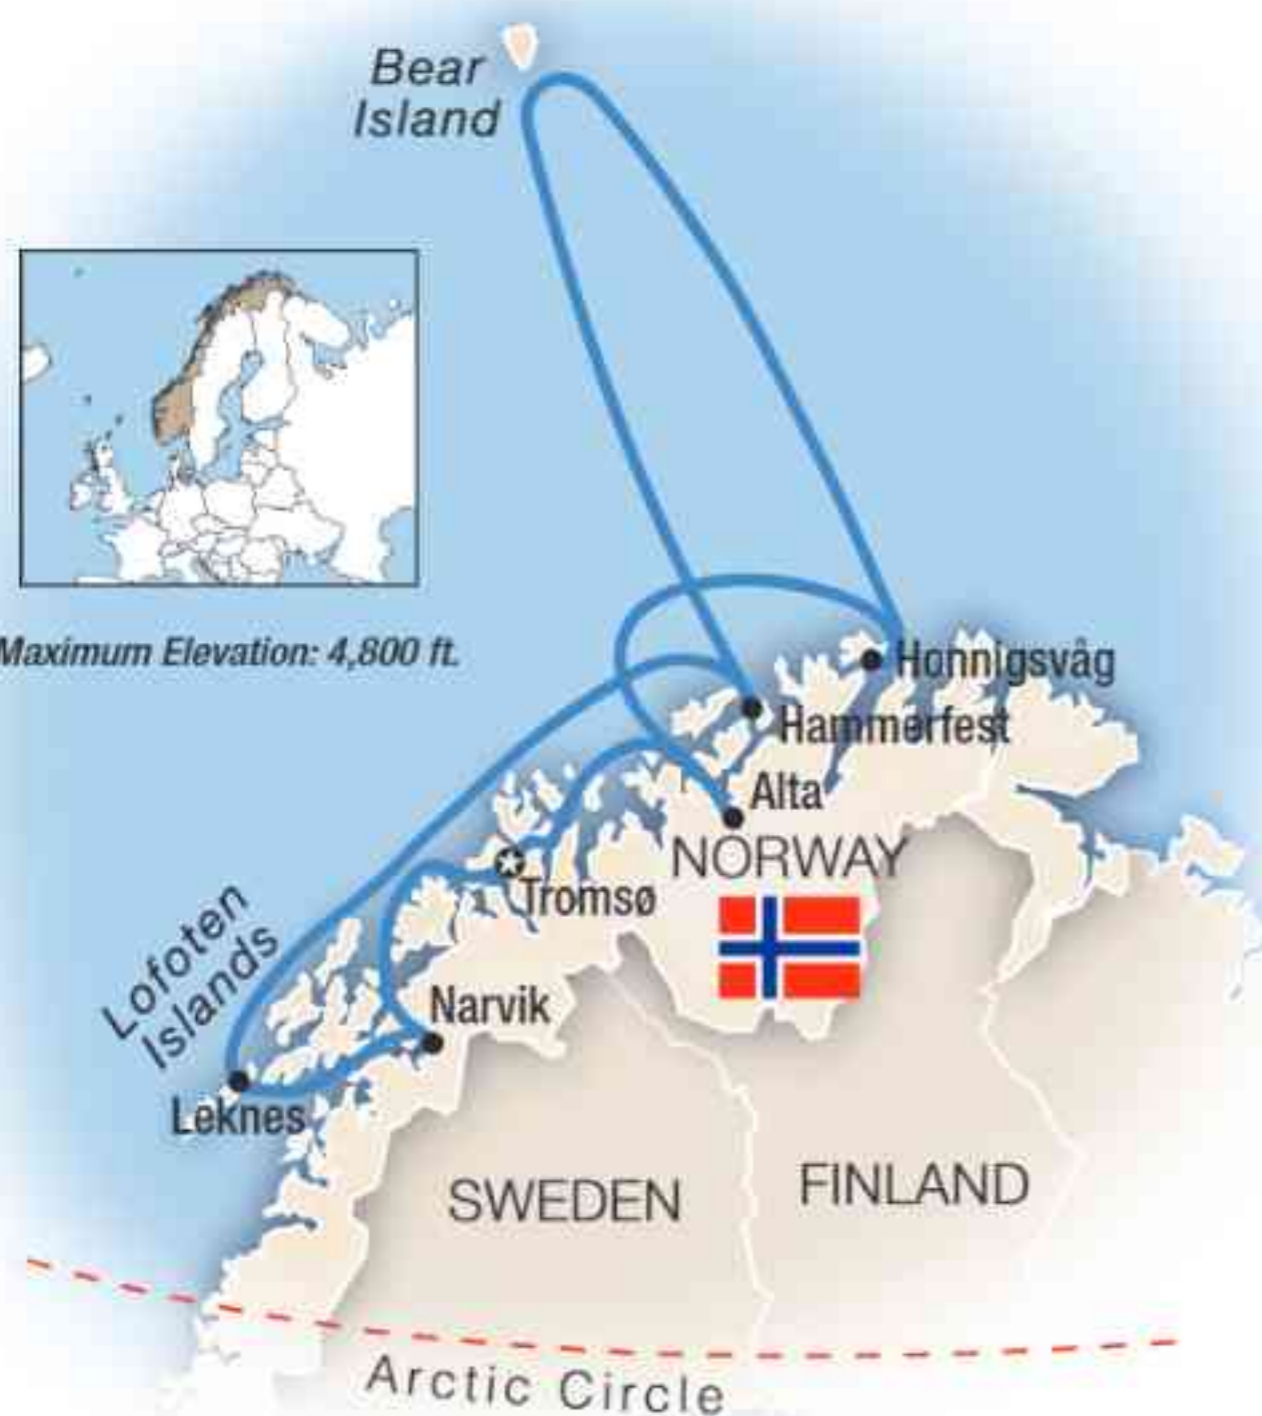 Bear
Island
Maximum Elevation: 4,800 ft.
Honnigsvåg
Hammerfest
Alta
NORWAY
Tromsø
Lofoten
Islands
Narvik
Leknes
SWEDEN
FINLAND
Arctic Circle